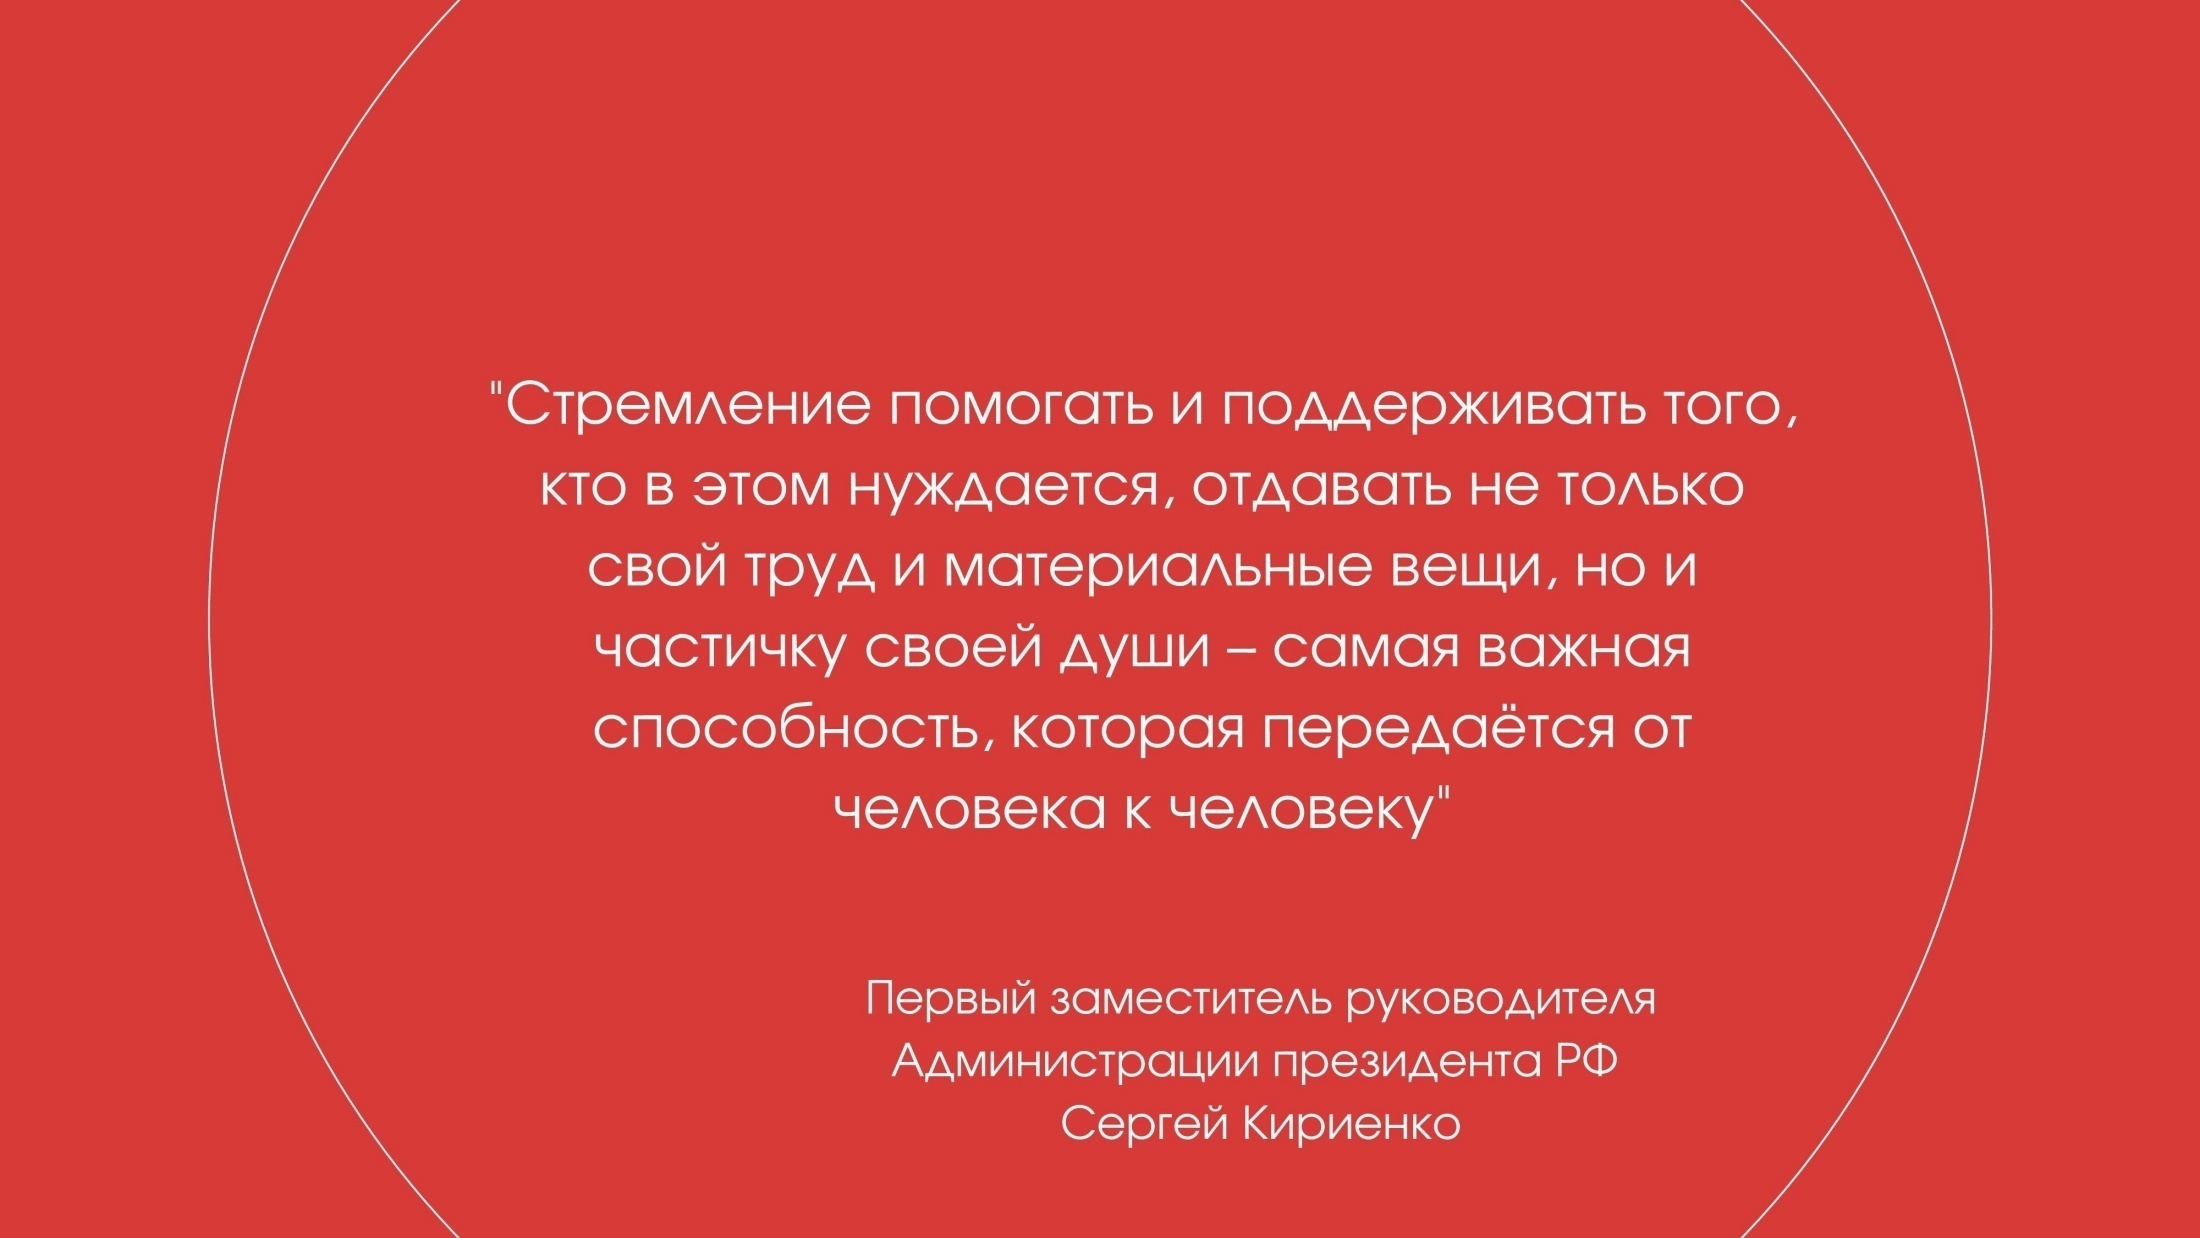 "Стремление помогать и поддерживать того,
кто в этом нуждается, отдавать не только
свой труд и материальные вещи, но и
частичку своей души – самая важная
способность, которая передаётся от
человека к человеку"
Первый заместитель руководителя
Администрации президента РФ
Сергей Кириенко